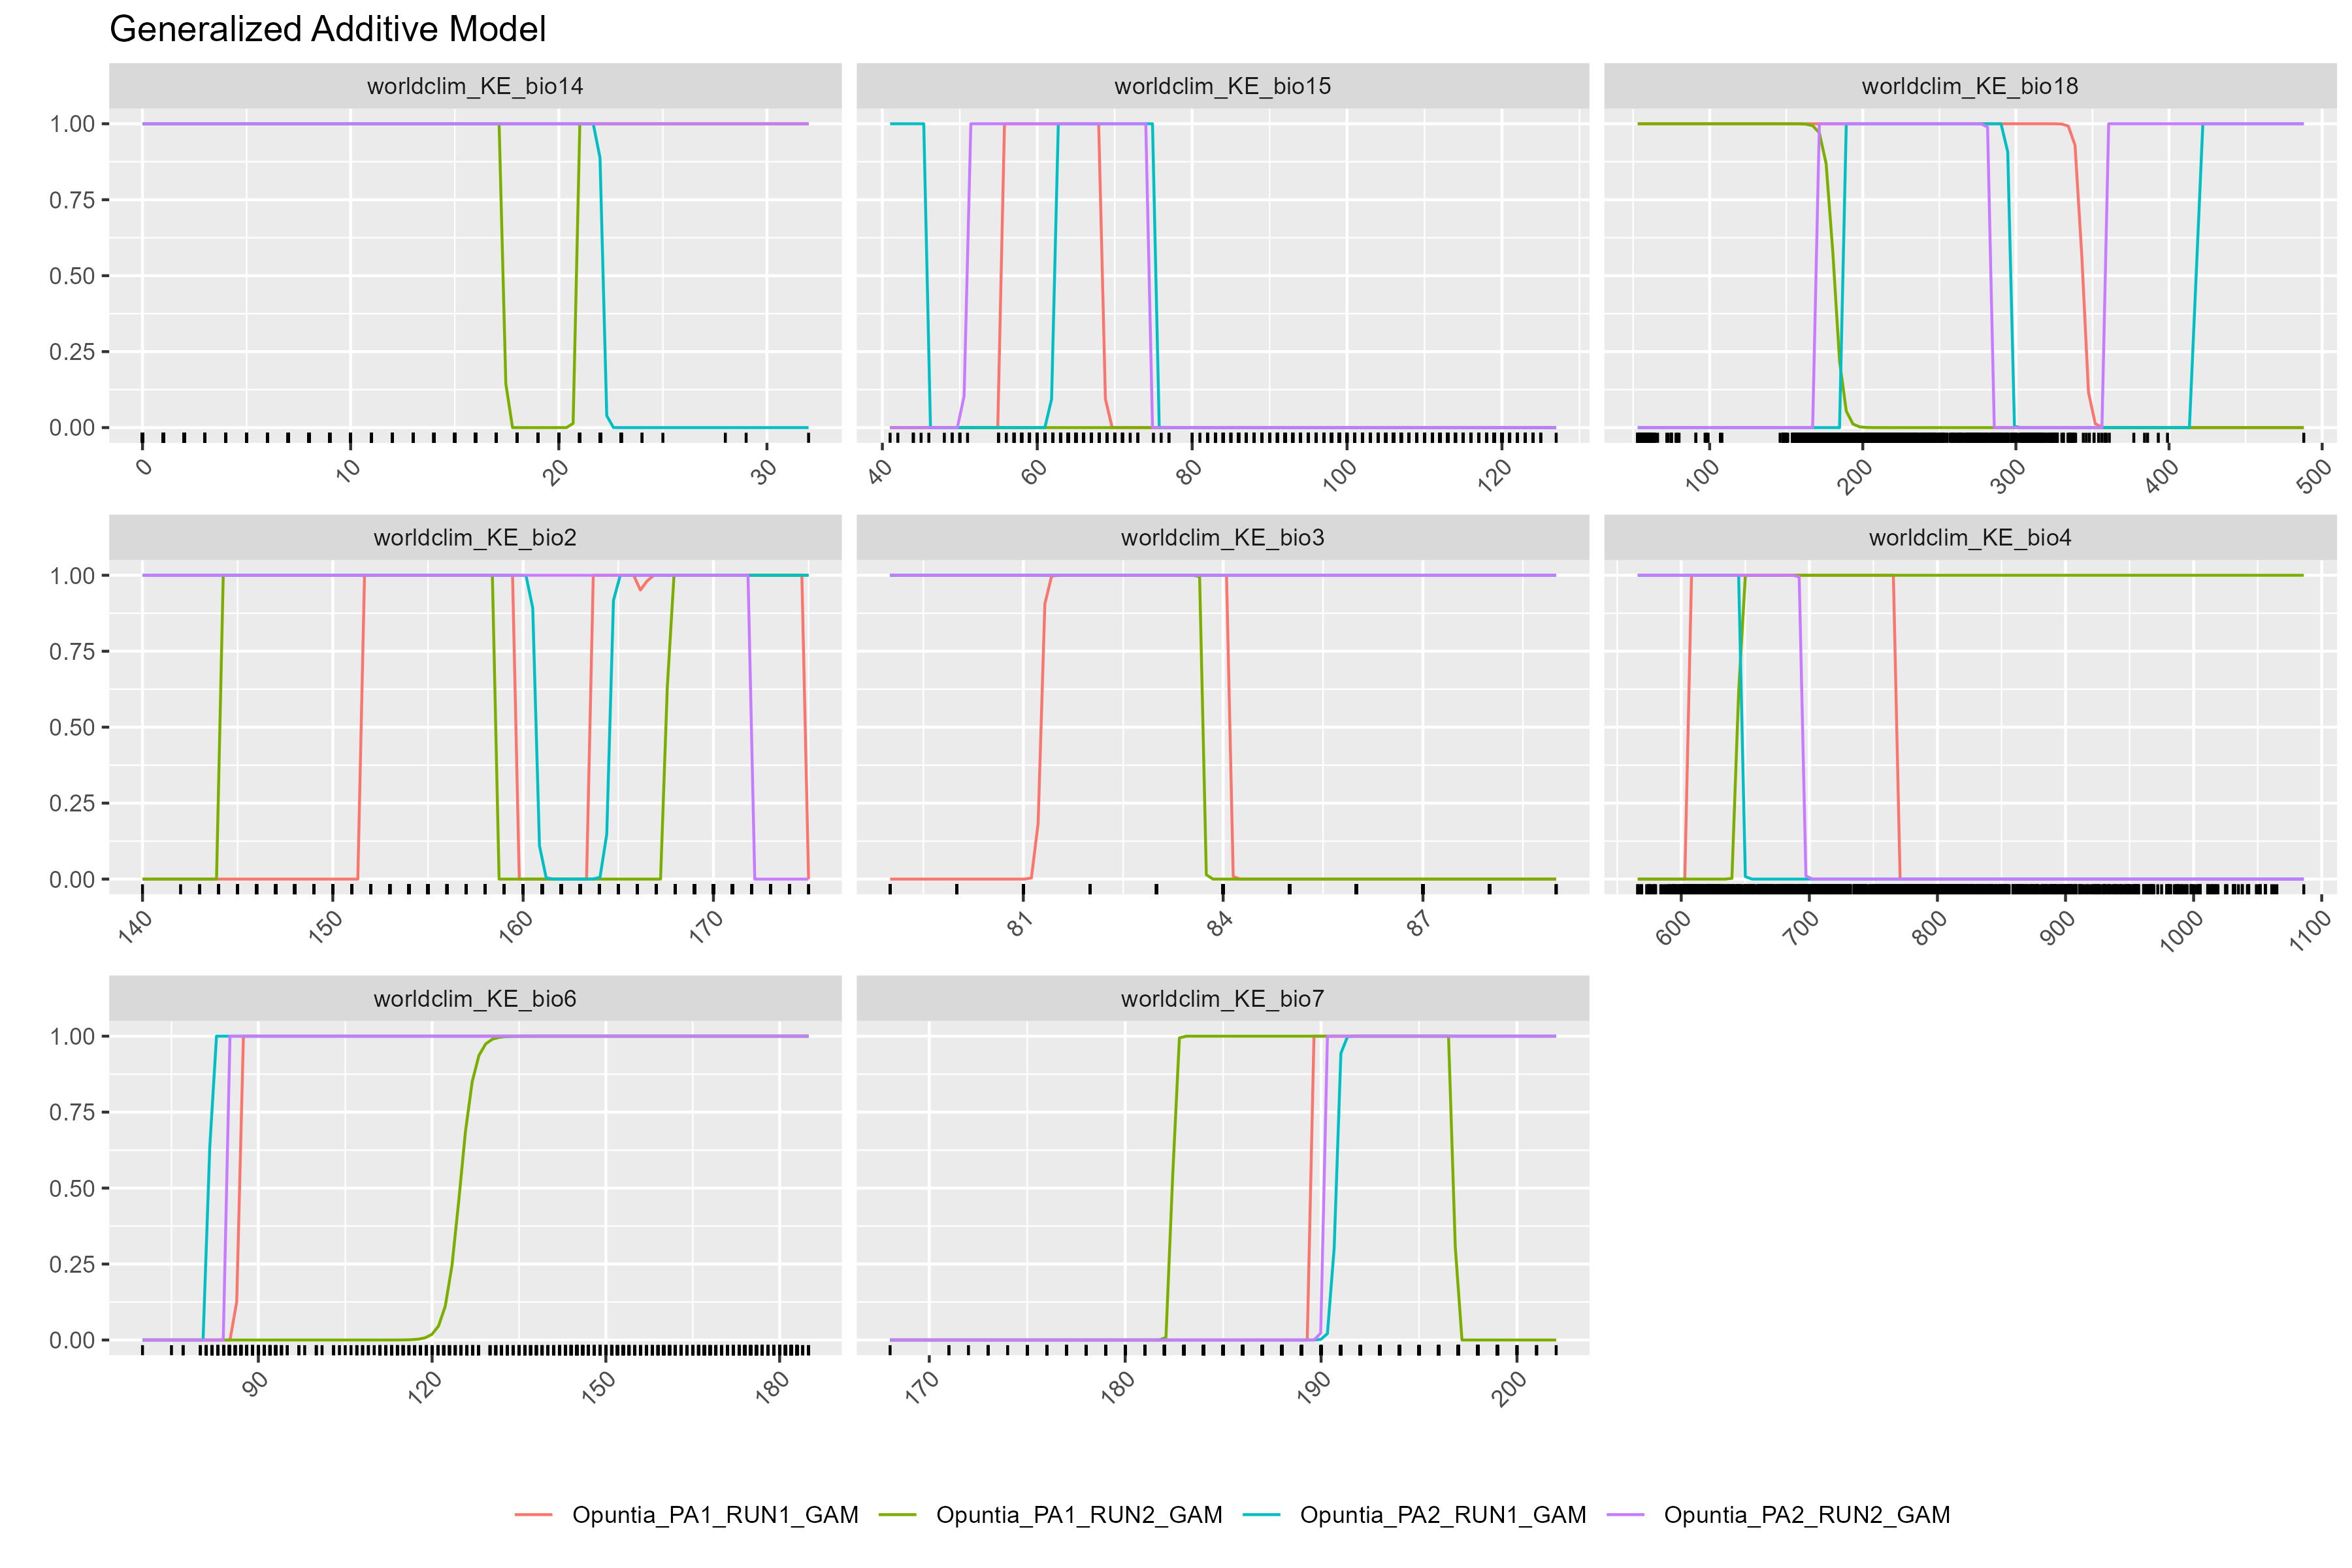 Generalized Additive Model
worldclim_KE_bio14 worldclim_KE_bio15 worldclim_KE_bio18
1.00
0.75
0.50
0.25
0.00
0 10 20 30 40 60 80 100 120 100 200 300 400 500
worldclim_KE_bio2 worldclim_KE_bio3 worldclim_KE_bio4
1.00
0.75
0.50
0.25
0.00
140 150 160 170 81 84 87 600 700 800 900 1000 1100
worldclim_KE_bio6 worldclim_KE_bio7
1.00
0.75
0.50
0.25
0.00
90 120 150 180 170 180 190 200
Opuntia_PA1_RUN1_GAM Opuntia_PA1_RUN2_GAM Opuntia_PA2_RUN1_GAM Opuntia_PA2_RUN2_GAM